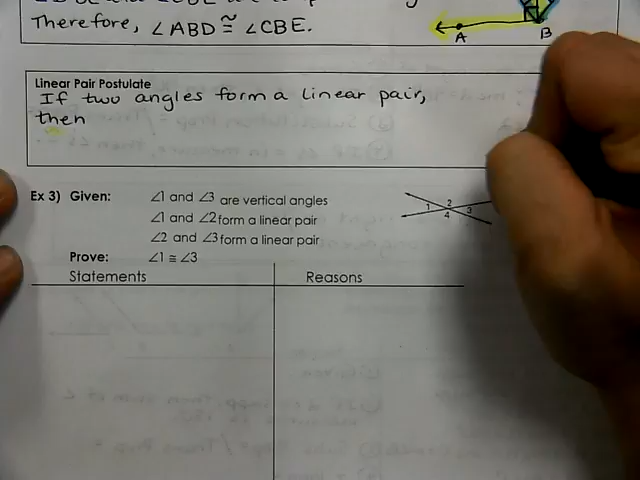 Therefore, ∠ABD ≅ ∠CBE.
A
B
Linear Pair Postulate
If two angles form a linear pair,
then
Ex 3) Given: ∠1 and ∠3 are vertical angles
∠1 and ∠2 form a linear pair
∠2 and ∠3 form a linear pair
Prove: ∠1 ≅ ∠3
1 2 3 4
Statements Reasons